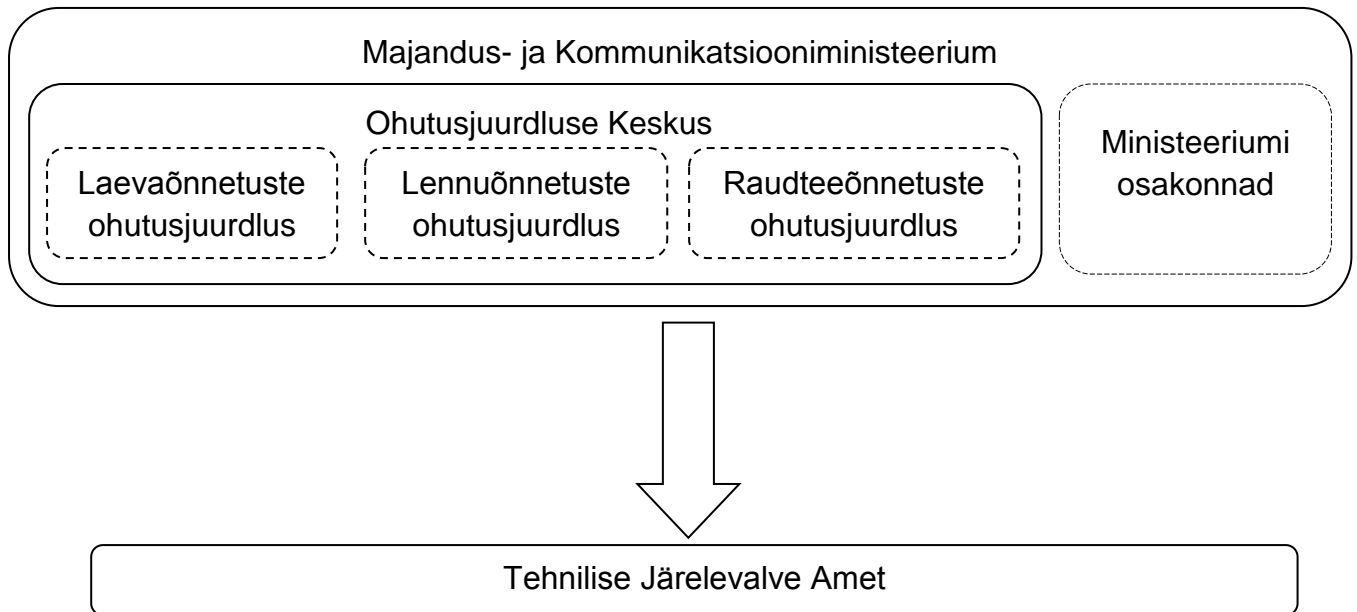 Majandus- ja Kommunikatsiooniministeerium
Ohutusjuurdluse Keskus
Laevaõnnetuste
ohutusjuurdlus
Lennuõnnetuste
ohutusjuurdlus
Raudteeõnnetuste
ohutusjuurdlus
Ministeeriumi
osakonnad
Tehnilise Järelevalve Amet